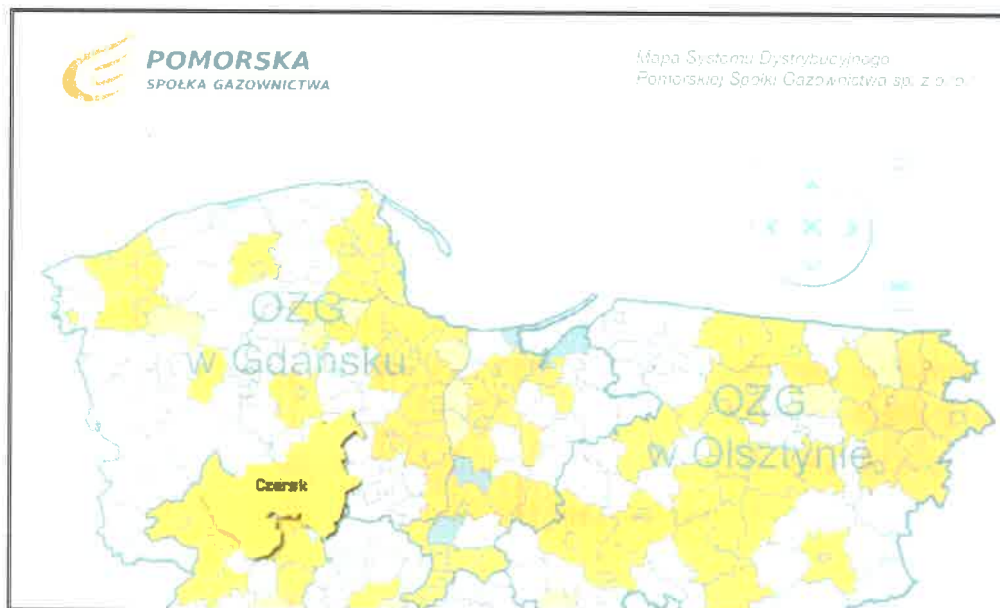 POMORSKA
SPÓŁKA GAZOWNICTWA
Mapa Systemu Dystrybucyjnego
Pomorskiej Spółki Gazownictwa sp. z o.o.
OZG
w Gdańsku
OZG
w Olsztynie
Czersk